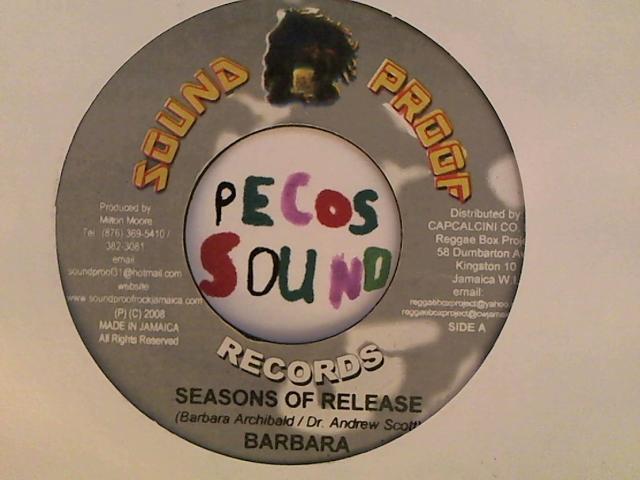 SOUND PROOF
PECOS
SOUND
Produced by
Milton Moore
Tel: (876) 369-5410 /
382-3081
email
soundproof31@hotmail.com
website
www.soundproofrockjamaica.com
(P) (C) 2008
MADE IN JAMAICA
All Rights Reserved
Distributed by
CAPCALCINI CO.
Reggae Box Proj
58 Dumbarton Av
Kingston 10
Jamaica W.I.
email:
SIDE A
RECORDS
SEASONS OF RELEASE
(Barbara Archibald / Dr. Andrew Scott)
BARBARA